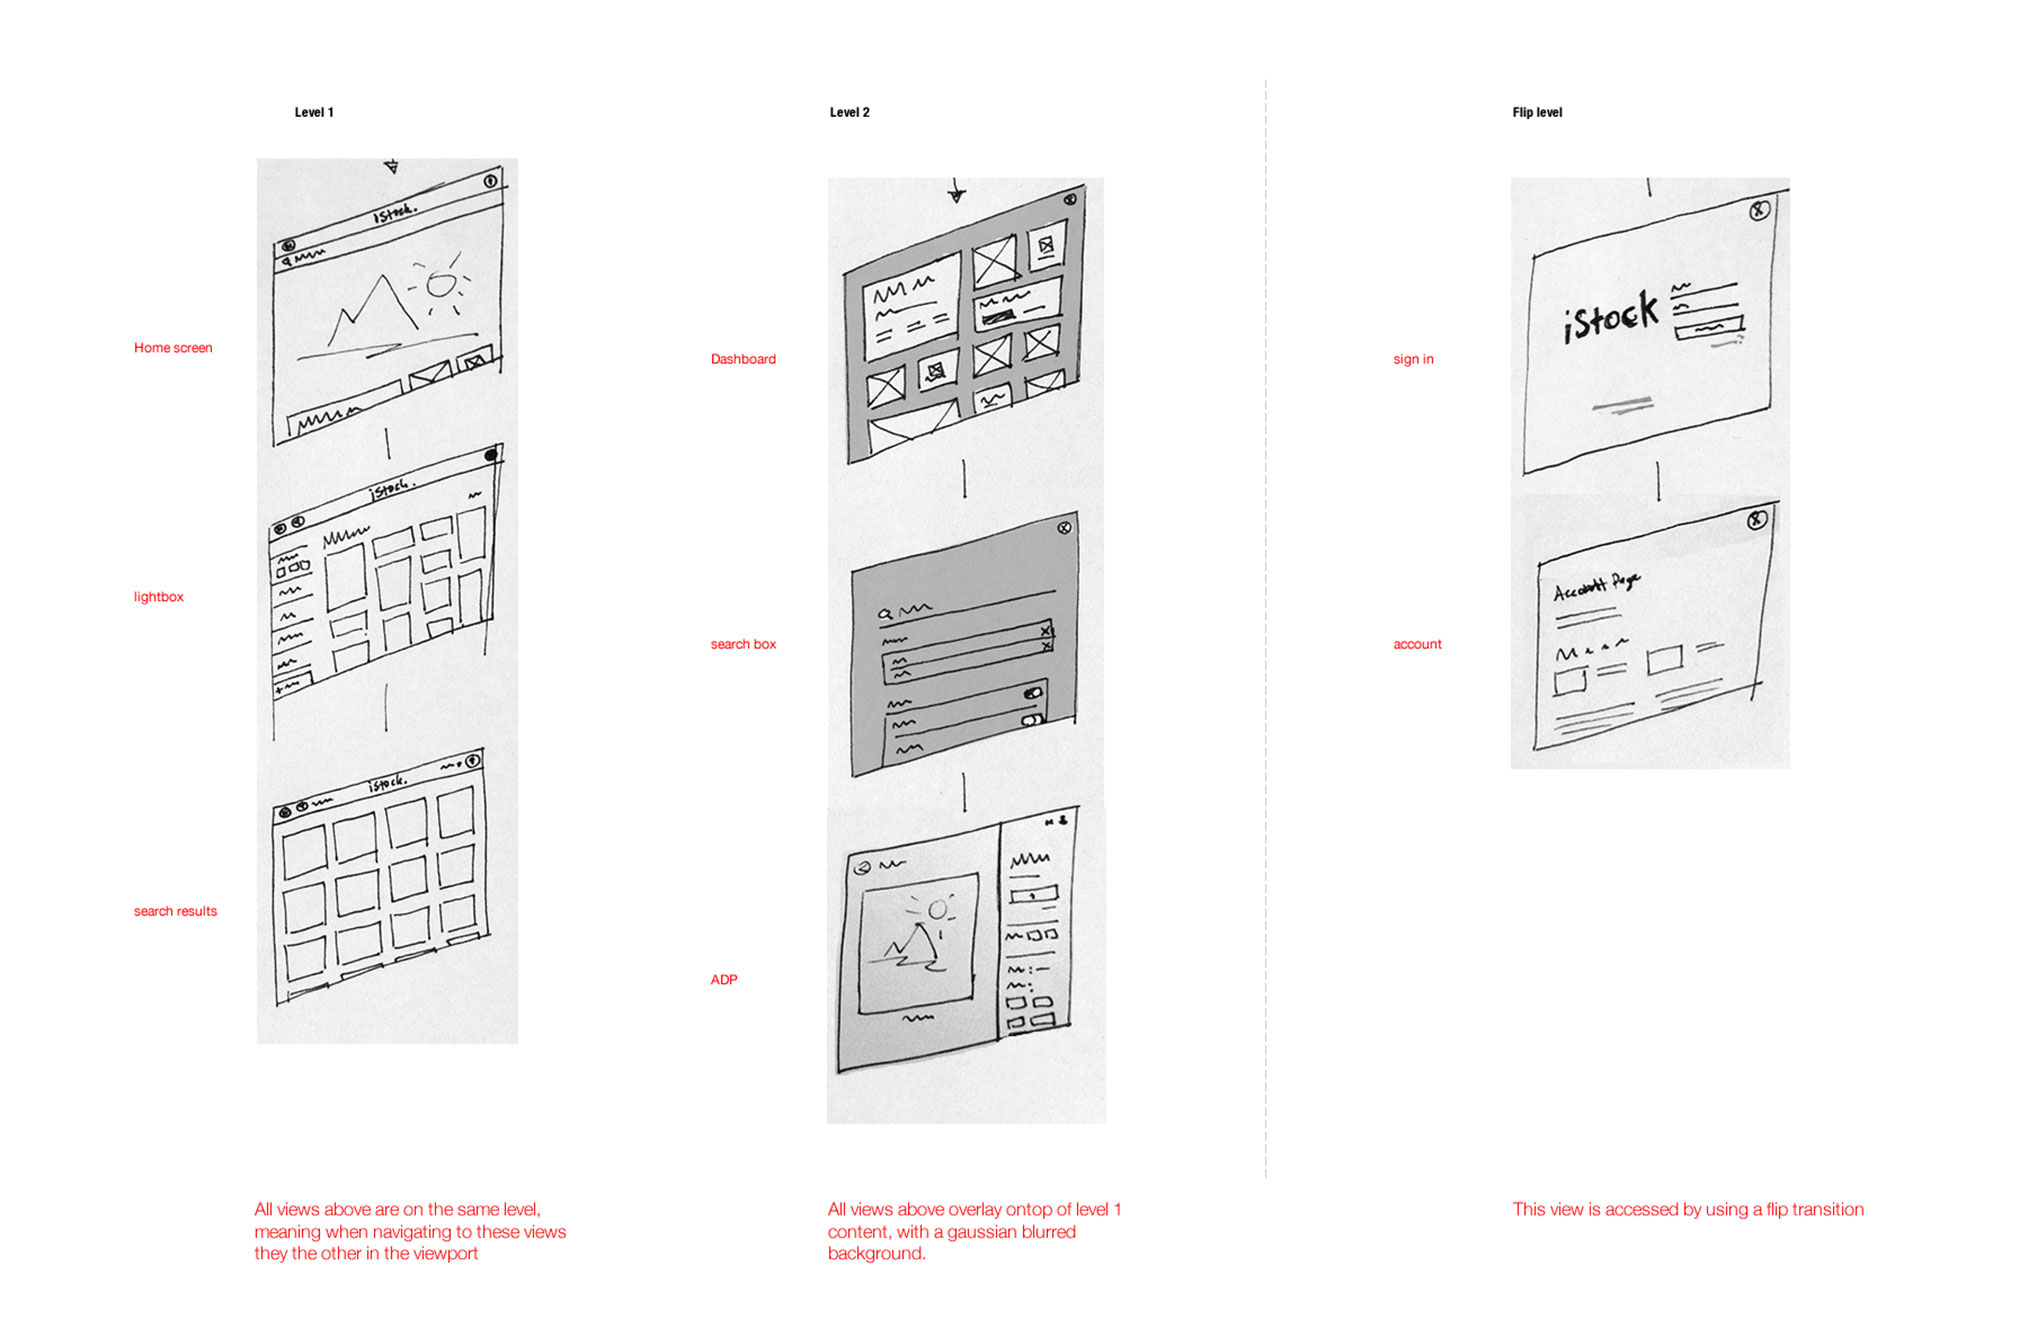 Level 1
Level 2
Flip level
iStock.
Home screen
Dashboard
sign in
iStock
iStock.
lightbox
search box
account
Account Page
iStock.
search results
ADP
All views above are on the same level,
meaning when navigating to these views
they the other in the viewport
All views above overlay ontop of level 1
content, with a gaussian blurred
background.
This view is accessed by using a flip transition